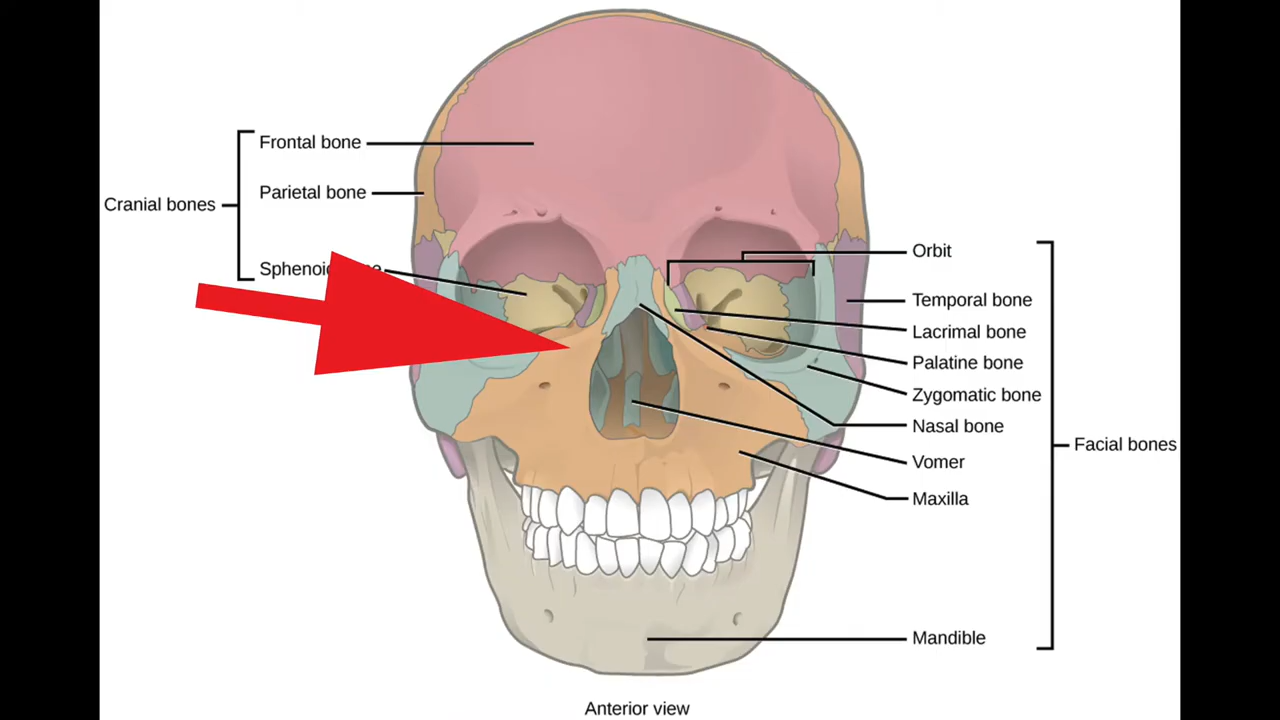 Frontal bone
Parietal bone
Cranial bones
Orbit
Temporal bone
Lacrimal bone
Palatine bone
Zygomatic bone
Nasal bone
Facial bones
Vomer
Maxilla
Mandible
Anterior view